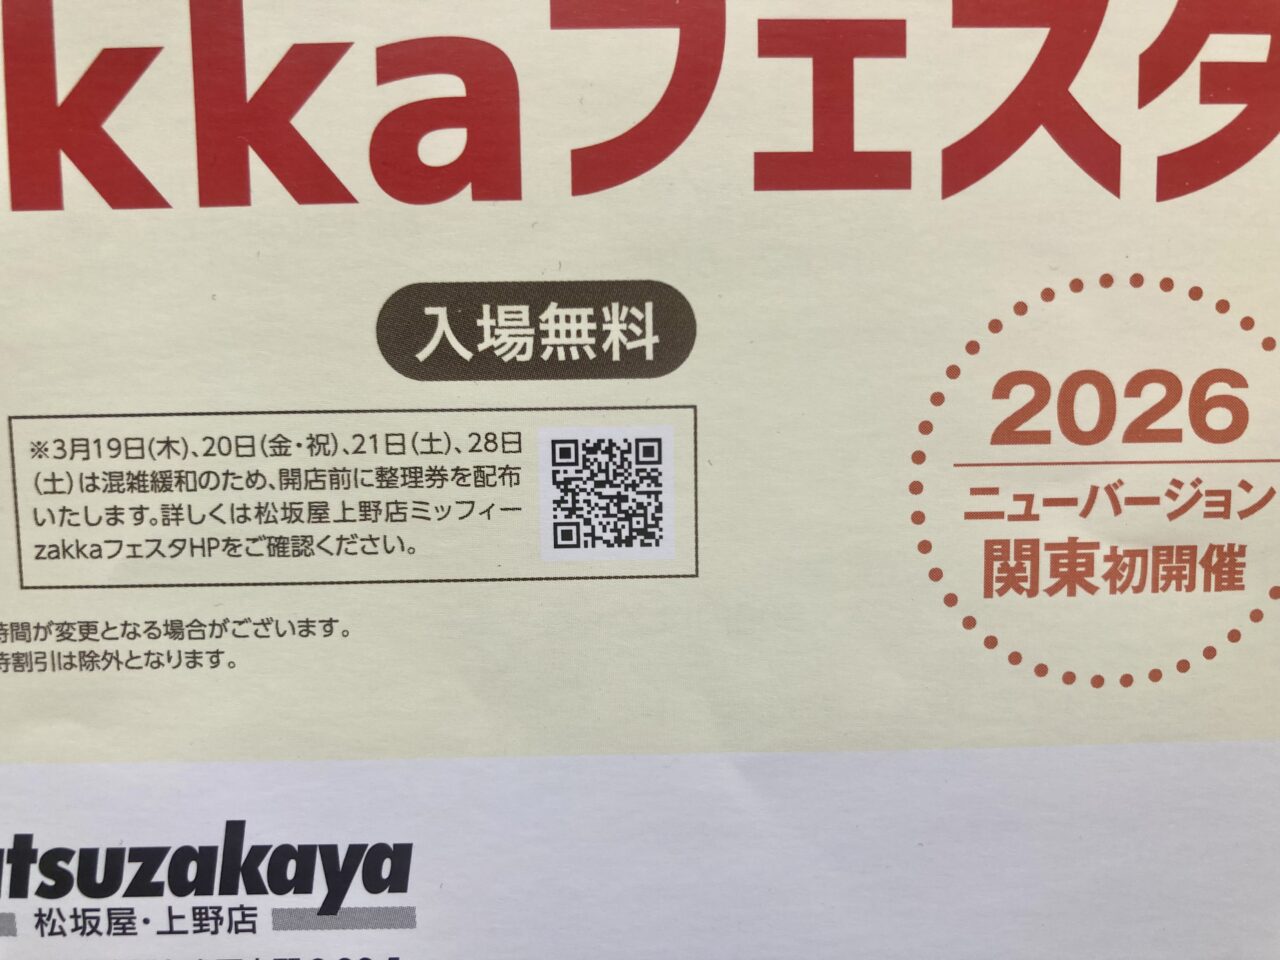 akkaフェスタ
入場無料
※3月19日(木)、20日(金・祝)、21日(土)、28日
(土)は混雑緩和のため、開店前に整理券を配布
いたします。詳しくは松坂屋上野店ミッフィー
zakkaフェスタHPをご確認ください。
2026
ニューバージョン
関東初開催
時間が変更となる場合がございます。
割引は除外となります。
atsuzakaya
松坂屋・上野店